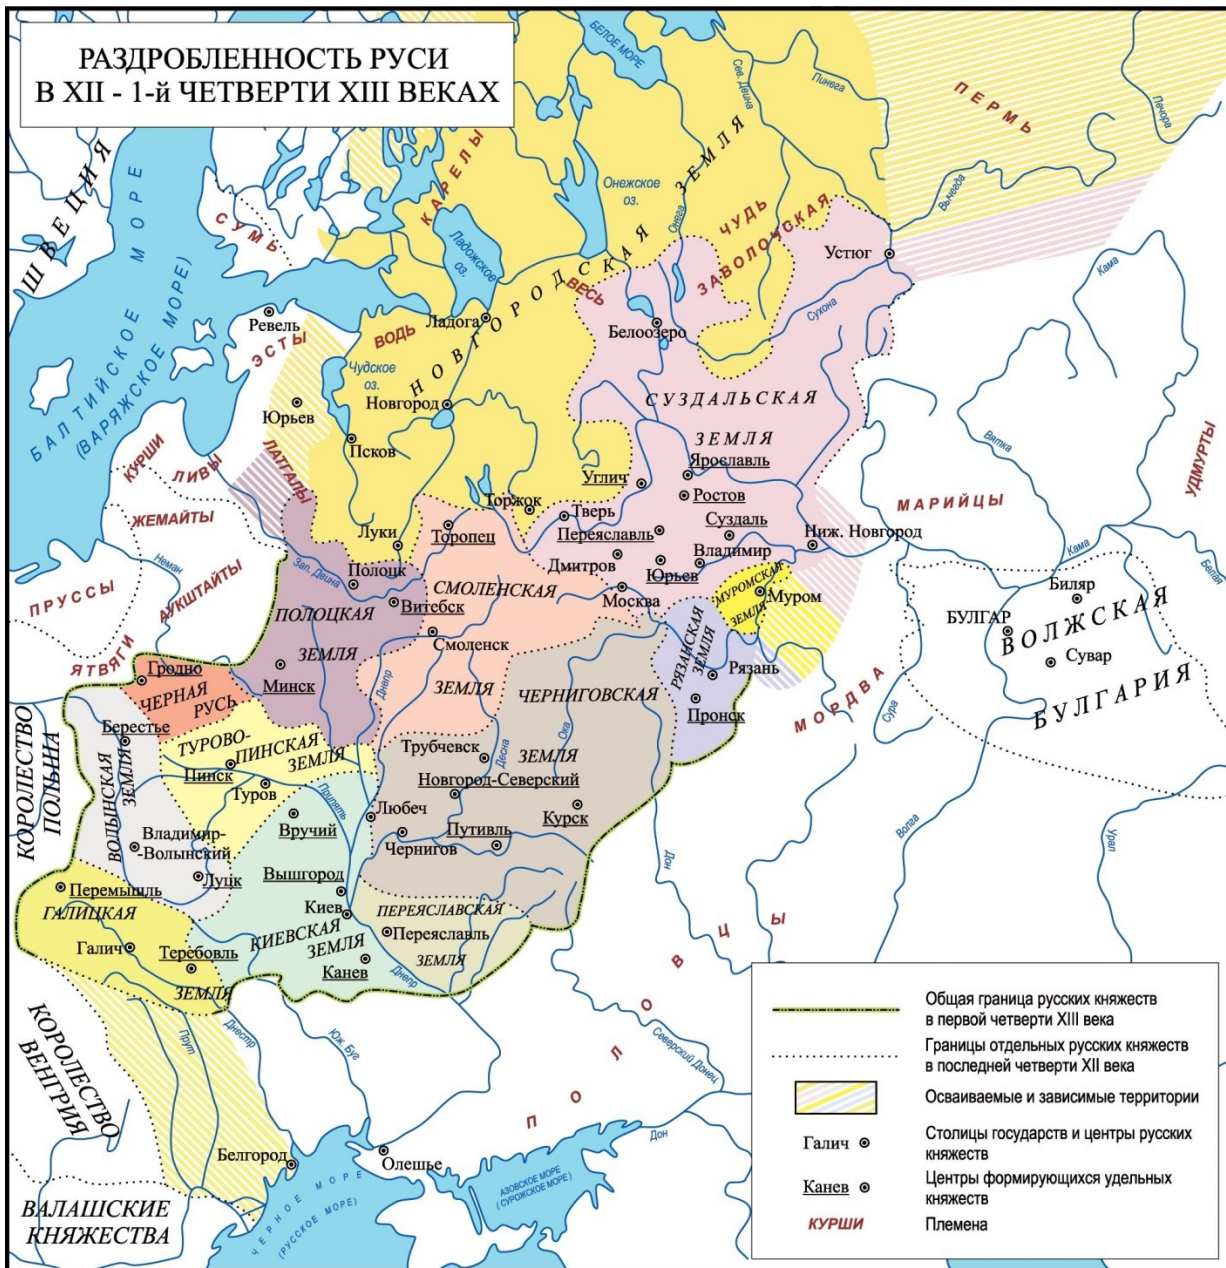 РАЗДРОБЛЕННОСТЬ РУСИ
В XII - 1-й ЧЕТВЕРТИ XIII ВЕКАХ
БЕЛОЕ МОРЕ
Сев. Двина
Пинега
ПЕРМЬ
Печора
ШВЕЦИЯ
БАЛТИЙСКОЕ МОРЕ
(ВАРЯЖСКОЕ МОРЕ)
СУМЬ
КАРЕЛЫ
Ладожское
оз.
Онежское
оз.
Онега
ЧУДЬ
ЗАВОЛОЧСКАЯ
Вычегда
Устюг
НОВГОРОДСКАЯ ЗЕМЛЯ
ВЕСЬ
Белоозеро
Сухона
Кама
Ревель
ЭСТЫ
ВОДЬ
Ладога
Чудское
оз.
Юрьев
Новгород
Псков
СУЗДАЛЬСКАЯ
ЗЕМЛЯ
Вятка
УДМУРТЫ
КУРШИ
ЛИВЫ
ЛАТГАЛЫ
Углич
Ярославль
Ростов
МАРИЙЦЫ
ЖЕМАЙТЫ
Торжок
Тверь
Луки
Торопец
Переяславль
Суздаль
Ниж. Новгород
Владимир
Дмитров
Юрьев
Москва
Кама
Белая
Неман
АУКШТАЙТЫ
ПРУССЫ
Зап. Двина
Полоцк
Витебск
СМОЛЕНСКАЯ
ЗЕМЛЯ
Смоленск
ПОЛОЦКАЯ
ЗЕМЛЯ
Минск
МУРОМСКАЯ
ЗЕМЛЯ
Муром
Биляр
БУЛГАР
Сувар
ВОЛЖСКАЯ
БУЛГАРИЯ
ЯТВЯГИ
Гродно
ЧЕРНАЯ
РУСЬ
Днепр
РЯЗАНСКАЯ
ЗЕМЛЯ
Рязань
Пронск
МОРДВА
Сура
КОРОЛЕСТВО
ПОЛЬША
Берестье
ТУРОВО-
ПИНСКАЯ
ЗЕМЛЯ
Пинск
Туров
Припять
ЧЕРНИГОВСКАЯ
ЗЕМЛЯ
Трубчевск
Десна
Ока
Новгород-Северский
Курск
Путивль
Любеч
Чернигов
ВОЛЫНСКАЯ
ЗЕМЛЯ
Владимир-
-Волынский
Луцк
Вручий
Вышгород
Киев
КИЕВСКАЯ
ЗЕМЛЯ
Канев
ПЕРЕЯСЛАВСКАЯ
Переяславль
ЗЕМЛЯ
Днепр
Дон
Волга
Урал
Перемышль
ГАЛИЦКАЯ
Галич
Теребовль
ЗЕМЛЯ
ПОЛОВЦЫ
Северский Донец
Дон
КОРОЛЕСТВО
ВЕНГРИЯ
Прут
Днестр
Юж. Буг
Белгород
Олешье
ЧЕРНОЕ МОРЕ
(РУССКОЕ МОРЕ)
АЗОВСКОЕ МОРЕ
(СУРОЖСКОЕ МОРЕ)
ВАЛАШСКИЕ
КНЯЖЕСТВА
Общая граница русских княжеств
в первой четверти XIII века
Границы отдельных русских княжеств
в последней четверти XII века
Осваиваемые и зависимые территории
Галич
Столицы государств и центры русских
княжеств
Канев
Центры формирующихся удельных
княжеств
КУРШИ
Племена